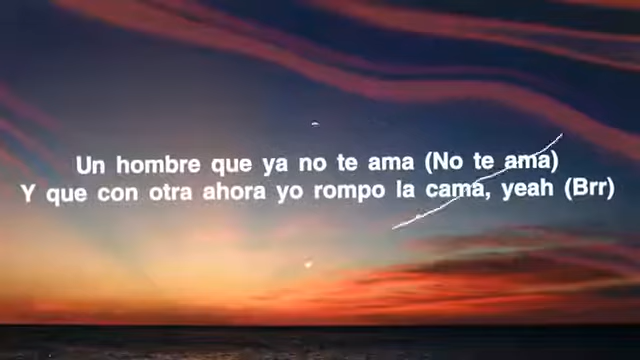 Un hombre que ya no te ama (No te ama)
Y que con otra ahora yo rompo la cama, yeah (Brr)